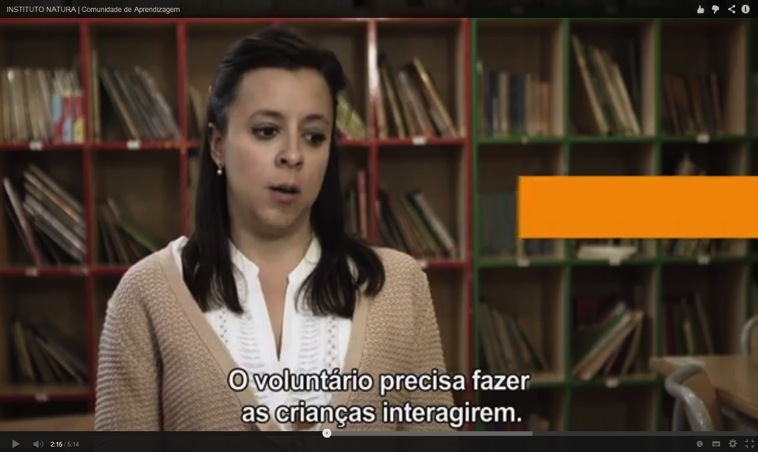 INSTITUTO NATURA | Comunidade de Aprendizagem
O voluntário precisa fazer
as crianças interagirem.
2:15 / 5:14